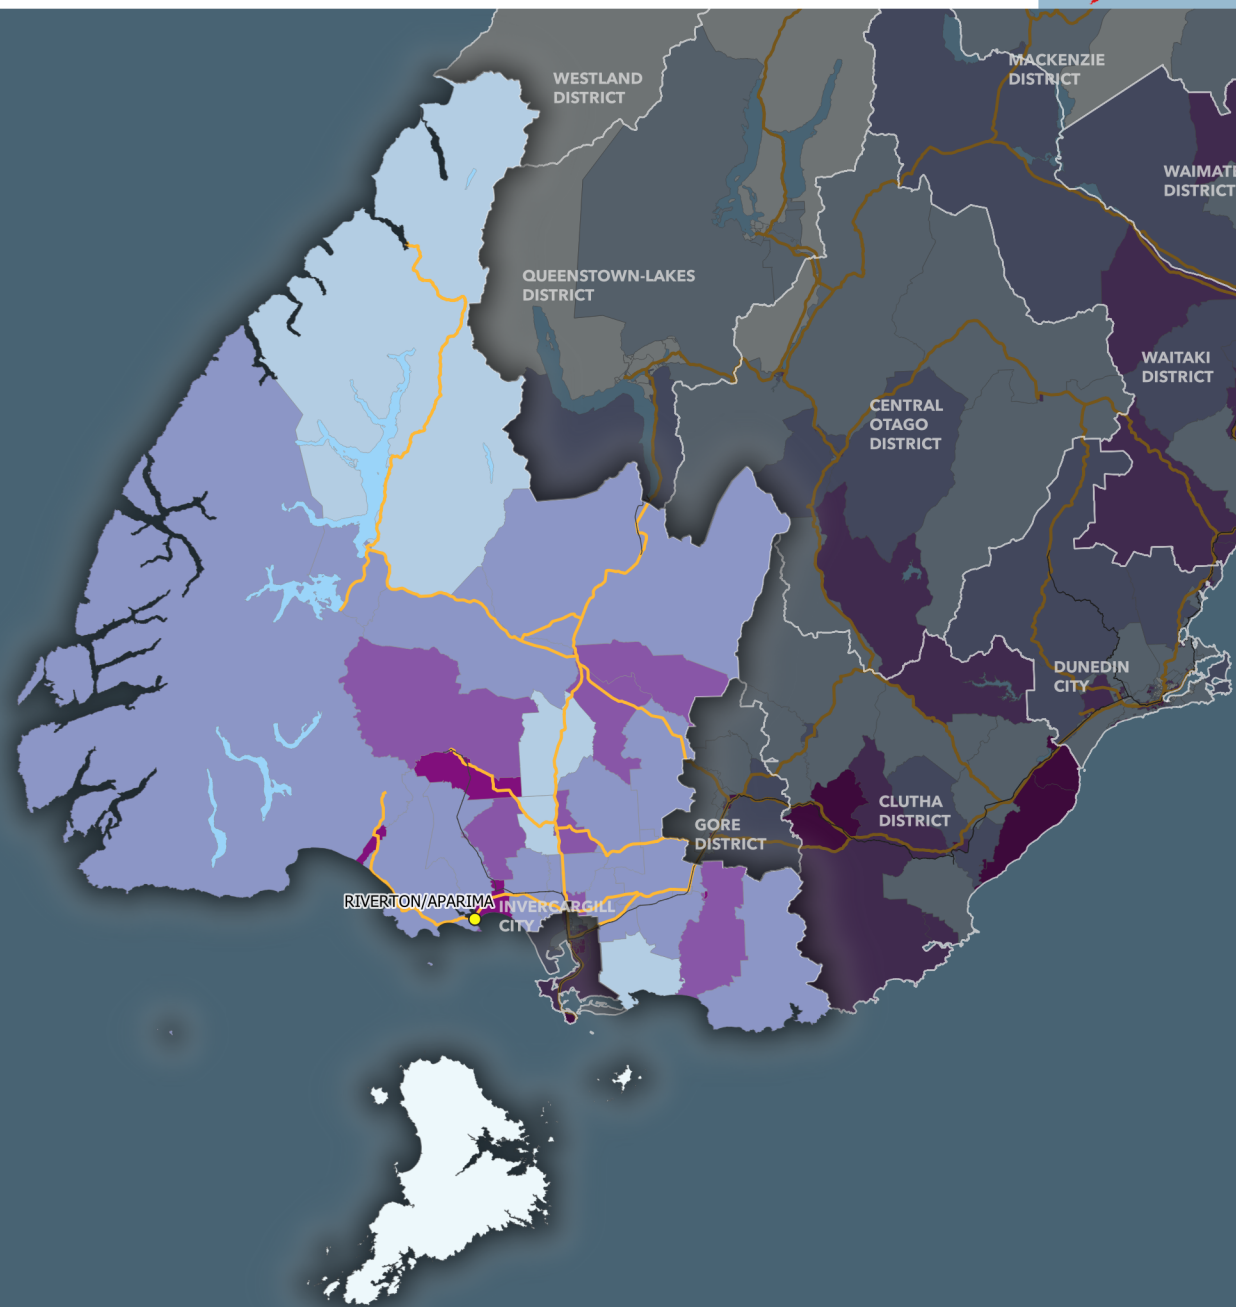 WESTLAND
DISTRICT
MACKENZIE
DISTRICT
WAIMATE
DISTRICT
QUEENSTOWN-LAKES
DISTRICT
WAITAKI
DISTRICT
CENTRAL
OTAGO
DISTRICT
DUNEDIN
CITY
CLUTHA
DISTRICT
GORE
DISTRICT
RIVERTON/APARIMA
INVERCARGILL
CITY